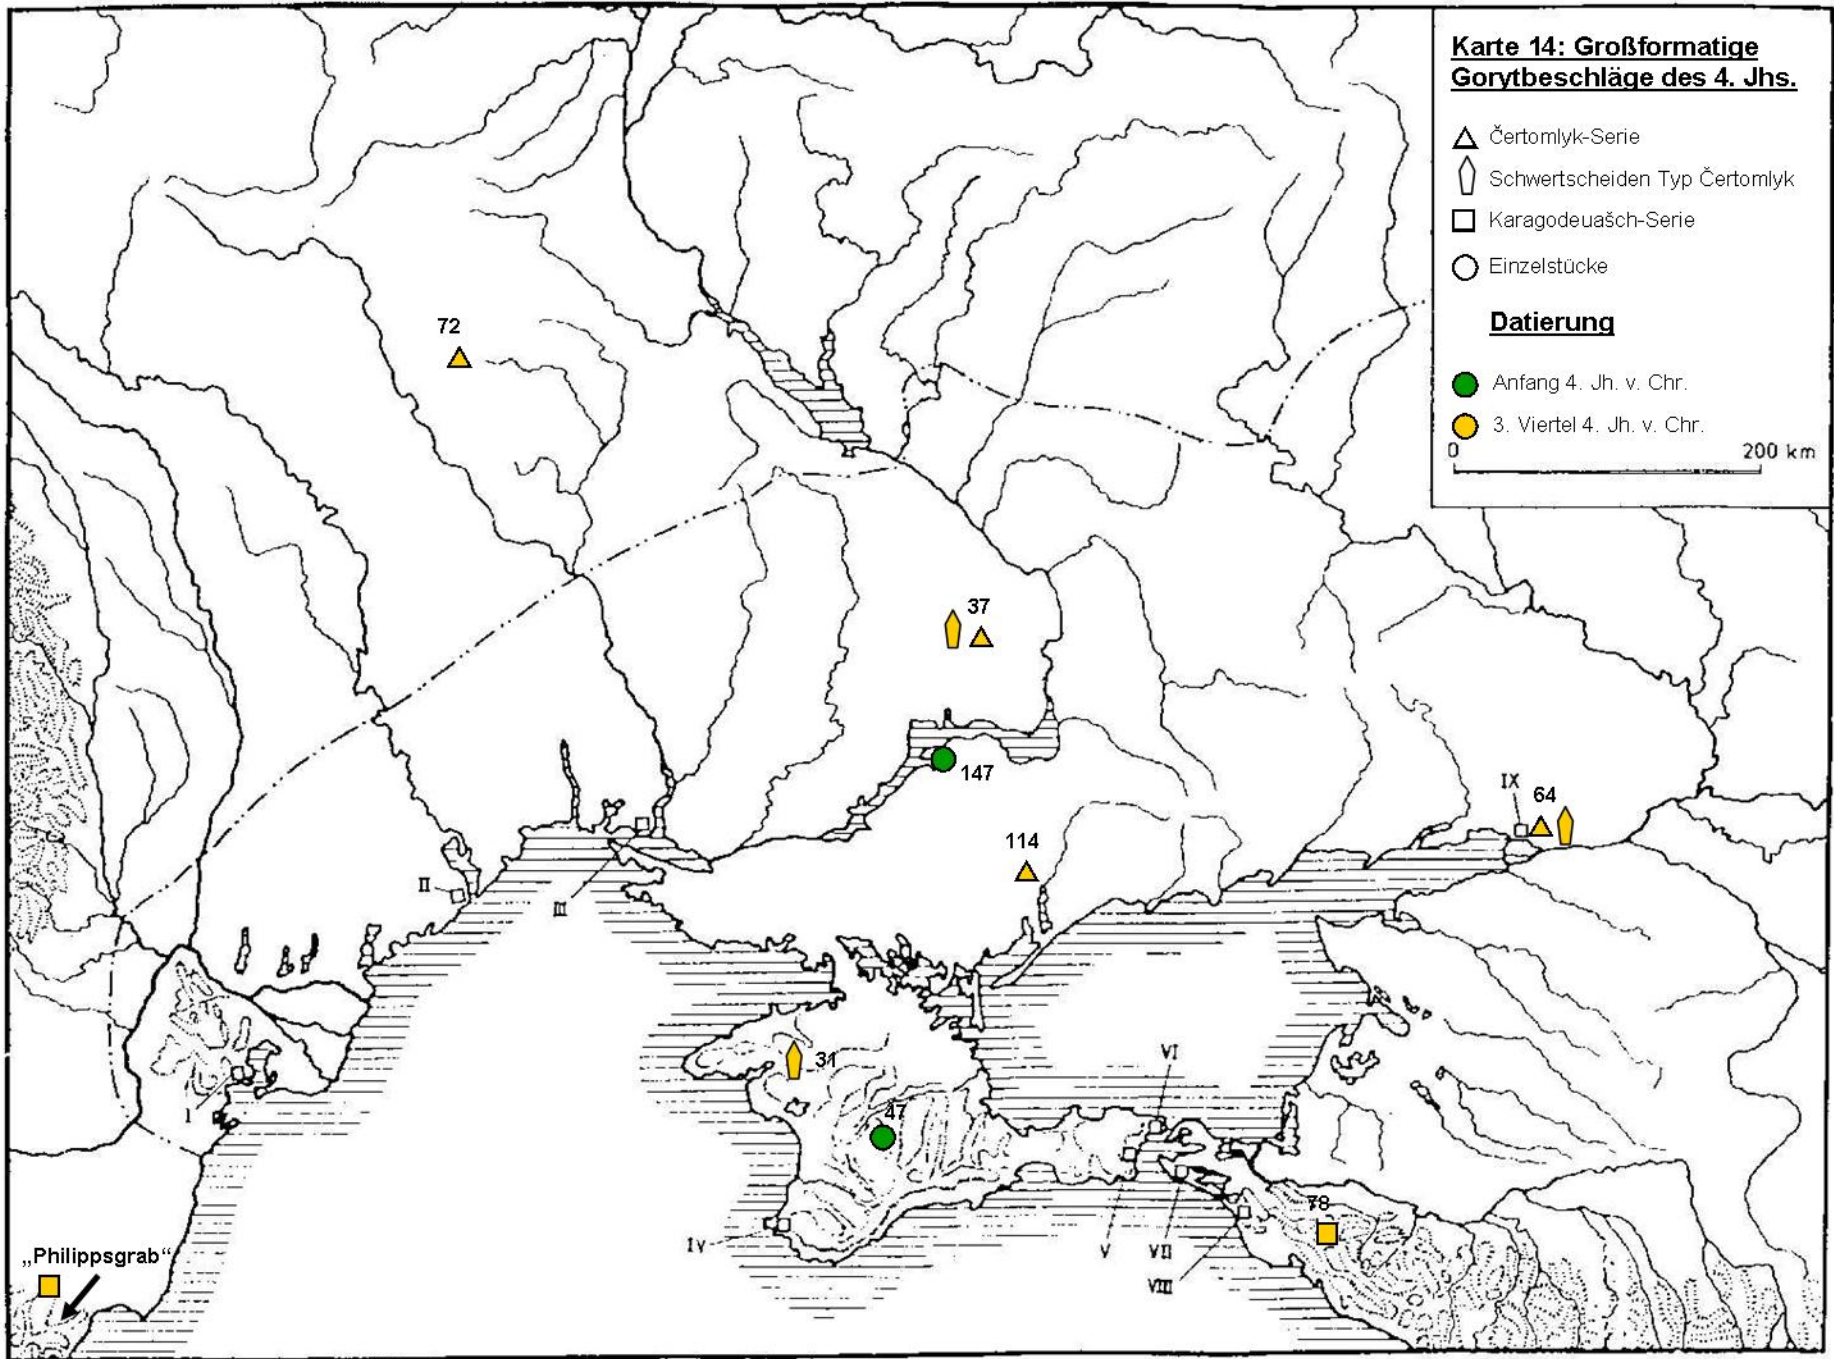 Karte 14: Großformatige
Gorytbeschläge des 4. Jhs.
Čertomlyk-Serie
Schwertscheiden Typ Čertomlyk
Karagodeuašch-Serie
Einzelstücke
Datierung
Anfang 4. Jh. v. Chr.
3. Viertel 4. Jh. v. Chr.
0 200 km
72
37
147
IX
64
114
II
III
VI
31
47
I
78
IV
V
VII
VIII
„Philippsgrab“